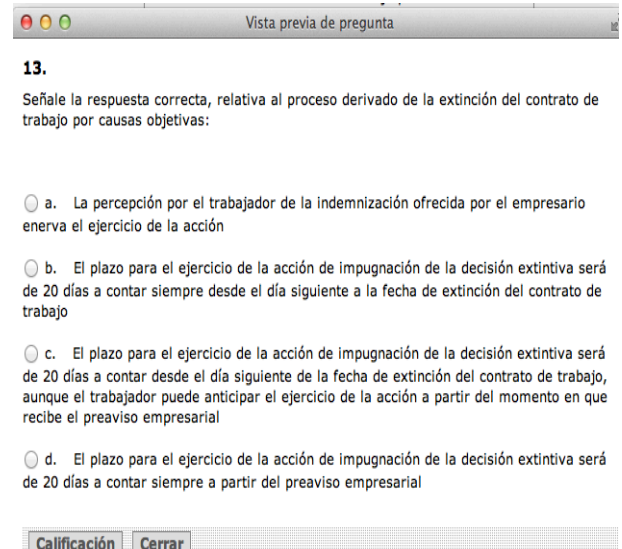 Vista previa de pregunta
13.
Señale la respuesta correcta, relativa al proceso derivado de la extinción del contrato de
trabajo por causas objetivas:
a. La percepción por el trabajador de la indemnización ofrecida por el empresario
enerva el ejercicio de la acción
b. El plazo para el ejercicio de la acción de impugnación de la decisión extintiva será
de 20 días a contar siempre desde el día siguiente a la fecha de extinción del contrato de
trabajo
c. El plazo para el ejercicio de la acción de impugnación de la decisión extintiva será
de 20 días a contar desde el día siguiente de la fecha de extinción del contrato de trabajo,
aunque el trabajador puede anticipar el ejercicio de la acción a partir del momento en que
recibe el preaviso empresarial
d. El plazo para el ejercicio de la acción de impugnación de la decisión extintiva será
de 20 días a contar siempre a partir del preaviso empresarial
Calificación Cerrar